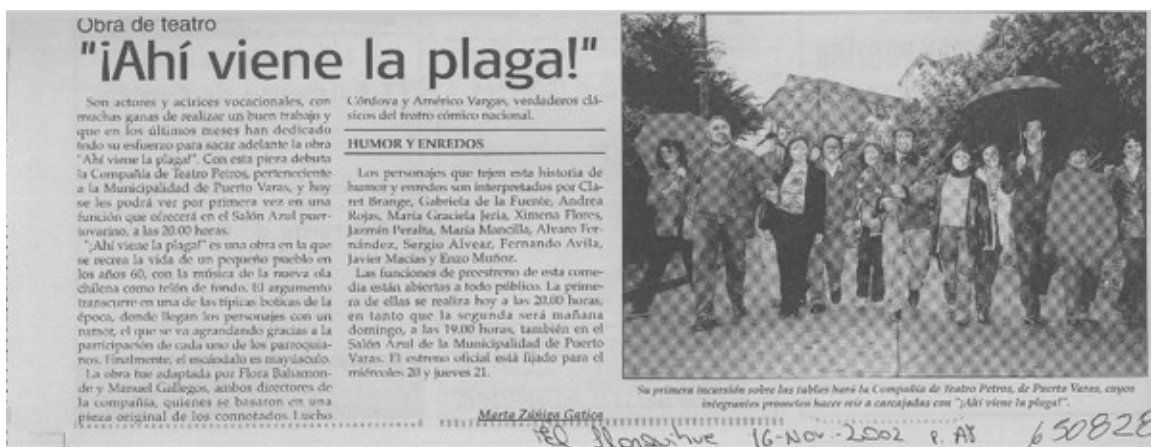 Obra de teatro
"¡Ahí viene la plaga!"
Son actores y actrices vocacionales, con
muchas ganas de realizar un buen trabajo y
que en los últimos meses han dedicado
todo su esfuerzo para sacar adelante la obra
"Ahí viene la plaga!". Con esta pieza debuta
la Compañía de Teatro Petros, perteneciente
a la Municipalidad de Puerto Varas, y hoy
se les podrá ver por primera vez en una
función que ofrecerá en el Salón Azul puer-
tovarino, a las 20.00 horas.
"¡Ahí viene la plaga!" es una obra en la que
se recrea la vida de un pequeño pueblo en
los años 60, con la música de la nueva ola
chilena como telón de fondo. El argumento
transcurre en una de las típicas boticas de la
época, donde llegan los personajes con un
rumor, el que se va agrandando gracias a la
participación de cada uno de los parroquia-
nos. Finalmente, el escándalo es mayúsculo.
La obra fue adaptada por Flora Bahamon-
de y Manuel Gallegos, ambos directores de
la compañía, quienes se basaron en una
pieza original de los connotados Lucho
Córdova y Américo Vargas, verdaderos clá-
sicos del teatro cómico nacional.
HUMOR Y ENREDOS
Los personajes que tejen esta historia de
humor y enredos son interpretados por Cla-
ret Brange, Gabriela de la Fuente, Andrea
Rojas, María Graciela Jeria, Ximena Flores,
Jazmín Peralta, María Mancilla, Alvaro Fer-
nández, Sergio Alvear, Fernando Avila,
Javier Macías y Enzo Muñoz.
Las funciones de preestreno de esta come-
dia están abiertas a todo público. La prime-
ra de ellas se realiza hoy a las 20.00 horas,
en tanto que la segunda será mañana
domingo, a las 19.00 horas, también en el
Salón Azul de la Municipalidad de Puerto
Varas. El estreno oficial está fijado para el
miércoles 20 y jueves 21.
Marta Zúñiga Gatica
Su primera incursión sobre las tablas hará la Compañía de Teatro Petros, de Puerto Varas, cuyos
integrantes prometen hacer reír a carcajadas con "¡Ahí viene la plaga!".
El Llanquihue 16-Nov.-2002 p. A8 650828